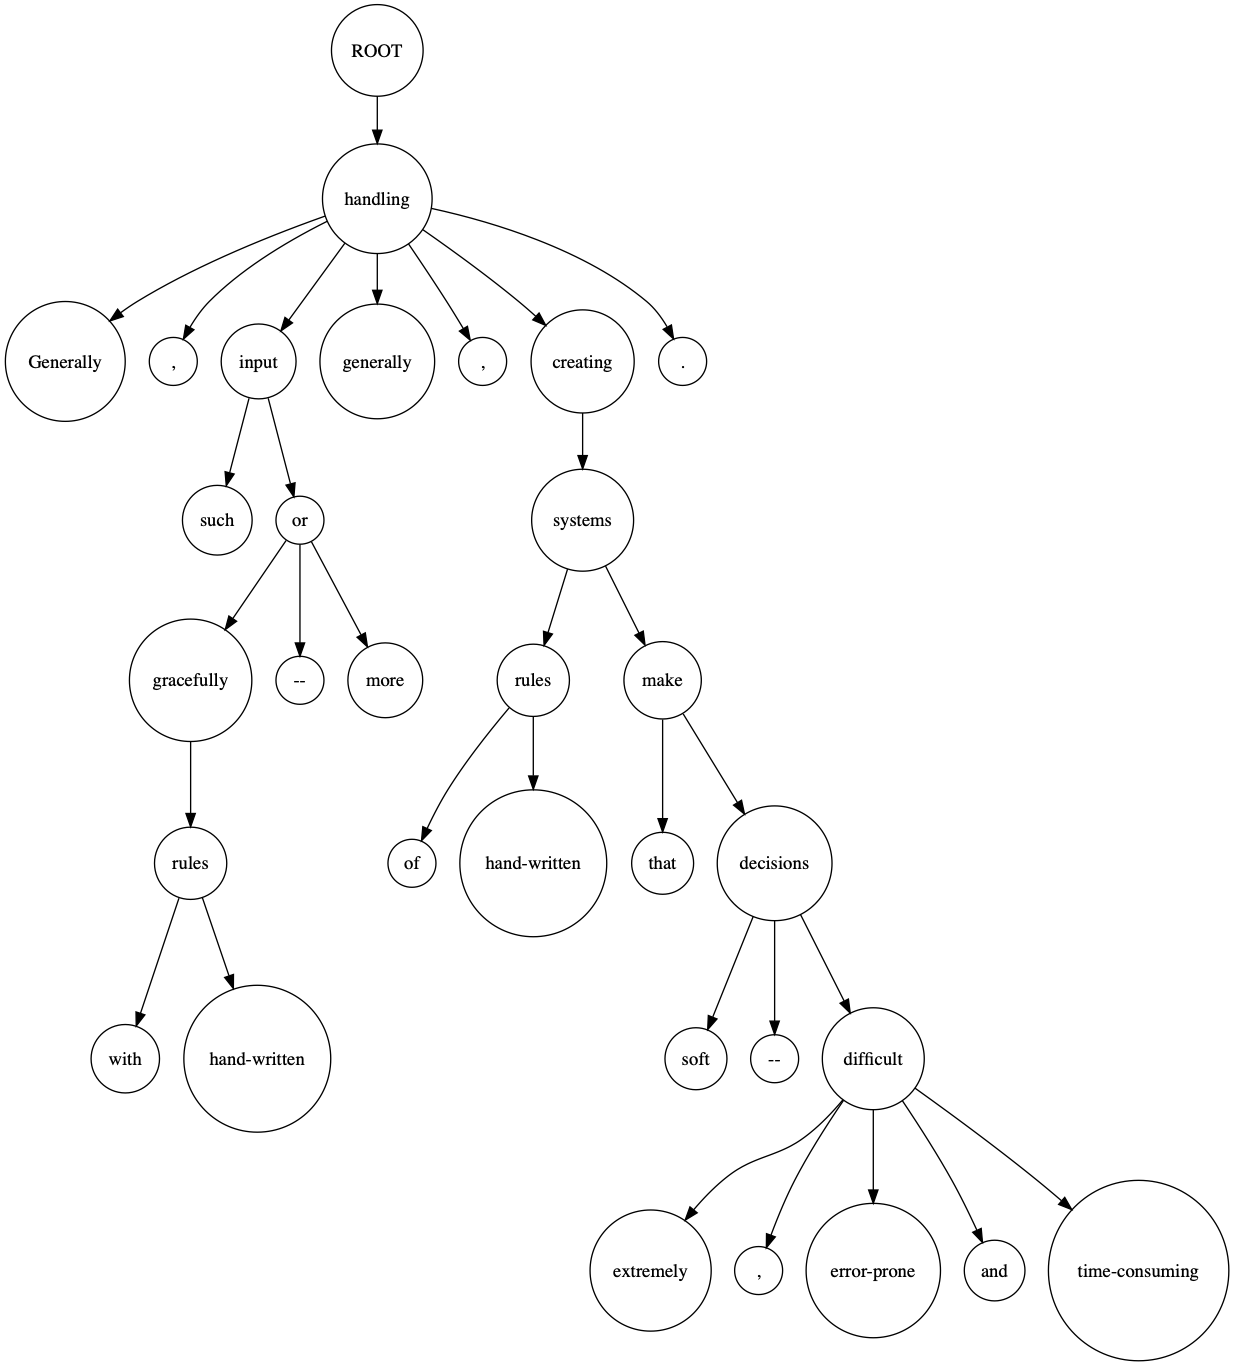 ROOT
handling
Generally
,
input
generally
,
creating
.
such
or
systems
gracefully
--
more
rules
make
rules
of
hand-written
that
decisions
with
hand-written
soft
--
difficult
extremely
,
error-prone
and
time-consuming